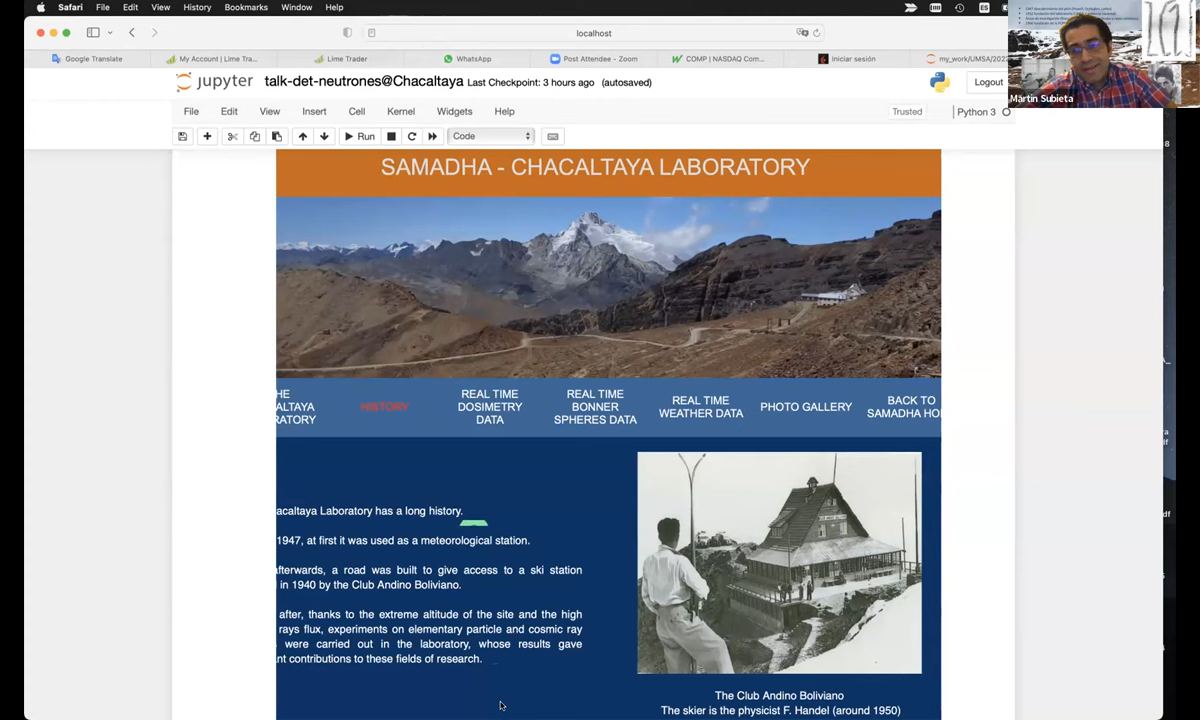 Safari File Edit View History Bookmarks Window Help ES
localhost
Google Translate My Account | Lime Tra... Lime Trader WhatsApp Post Attendee - Zoom COMP | NASDAQ Com... Iniciar sesión my_work/UMSA/202
jupyter talk-det-neutrones@Chacaltaya Last Checkpoint: 3 hours ago (autosaved) Logout
Martin Subieta
File Edit View Insert Cell Kernel Widgets Help Trusted Python 3
Run Code
SAMADHA - CHACALTAYA LABORATORY
HE
ALTAYA
RATORY
HISTORY
REAL TIME
DOSIMETRY
DATA
REAL TIME
BONNER
SPHERES DATA
REAL TIME
WEATHER DATA
PHOTO GALLERY
BACK TO
SAMADHA HO
acaltaya Laboratory has a long history.
1947, at first it was used as a meteorological station.
afterwards, a road was built to give access to a ski station
in 1940 by the Club Andino Boliviano.
after, thanks to the extreme altitude of the site and the high
rays flux, experiments on elementary particle and cosmic ray
were carried out in the laboratory, whose results gave
nt contributions to these fields of research.
The Club Andino Boliviano
The skier is the physicist F. Handel (around 1950)